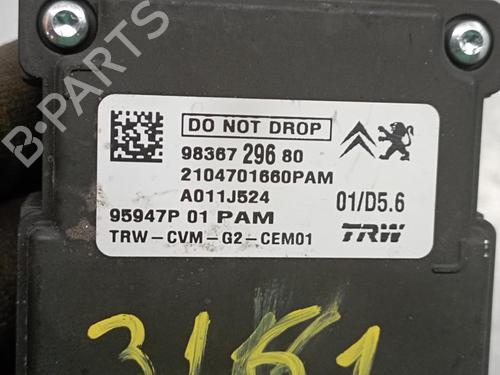 DO NOT DROP
98367 296 80
2104701660PAM
A011J524 01/D5.6
95947P 01 PAM
TRW-CVM-G2-CEM01 TRW
3161
B-PARTS